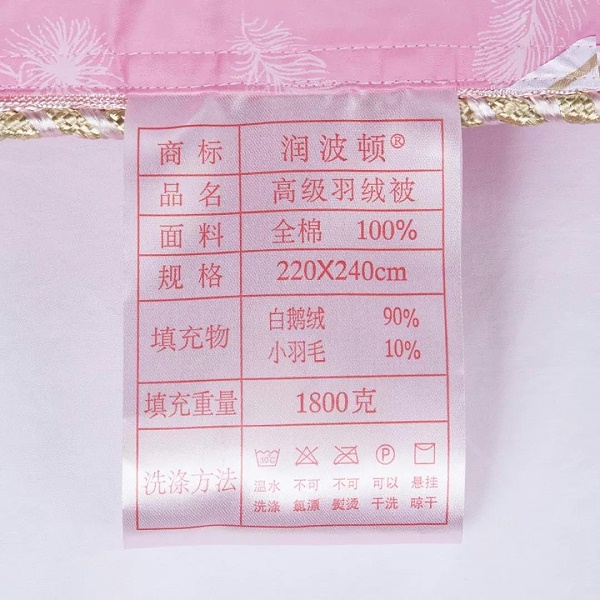 商标 润波顿®
品名 高级羽绒被
面料 全棉 100%
规格 220X240cm
填充物 白鹅绒 90%
小羽毛 10%
填充重量 1800克
洗涤方法 30℃ P
温水 不可 不可 可以 悬挂
洗涤 氯漂 熨烫 干洗 晾干